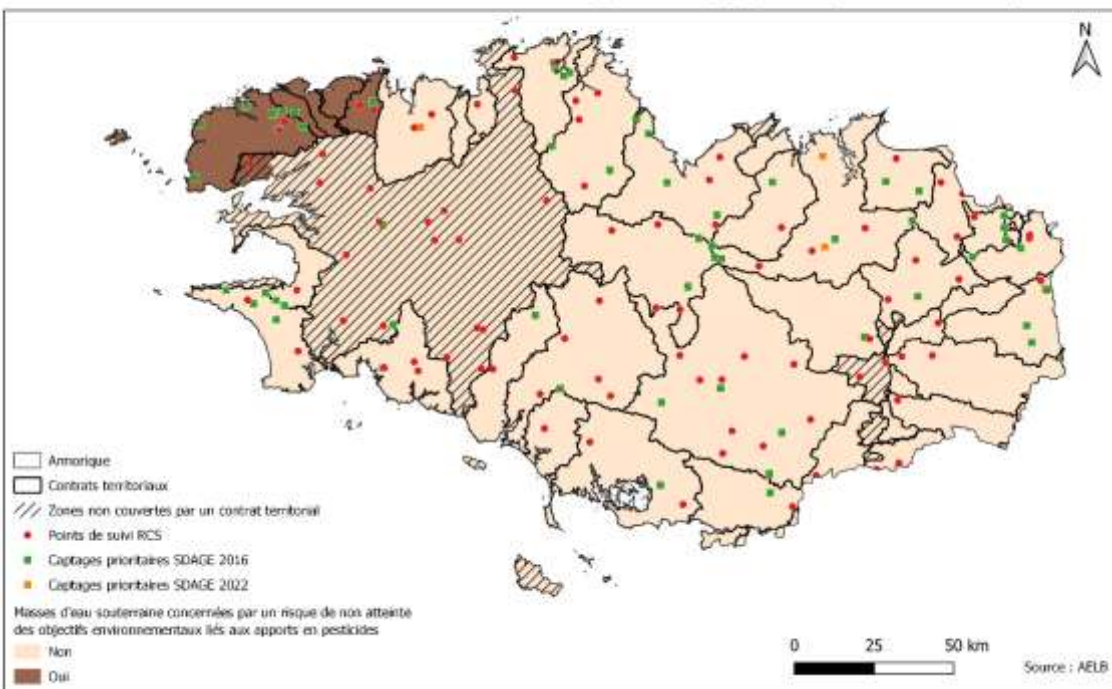 N
Armorique
Contrats territoriaux
Zones non couvertes par un contrat territorial
Points de suivi RCS
Captages prioritaires SDAGE 2016
Captages prioritaires SDAGE 2022
Masses d'eau souterraine concernées par un risque de non atteinte
des objectifs environnementaux liés aux apports en pesticides
Non
Oui
0 25 50 km
Source : AELB